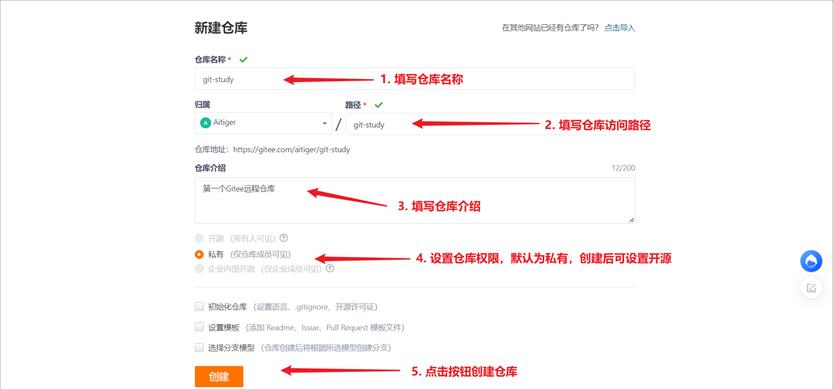 新建仓库
在其他网站已经有仓库了吗？ 点击导入
仓库名称 *
git-study
1. 填写仓库名称
归属
路径 *
A Aitiger / git-study
2. 填写仓库访问路径
仓库地址：https://gitee.com/aitiger/git-study
仓库介绍
12/200
第一个Gitee远程仓库
3. 填写仓库介绍
开源（所有人可见）?
私有（仅仓库成员可见）
4. 设置仓库权限，默认为私有，创建后可设置开源
企业内部开源（仅企业成员可见）?
初始化仓库（设置语言、.gitignore、开源许可证）
设置模板（添加 Readme、Issue、Pull Request 模板文件）
选择分支模型（仓库创建后将根据所选模型创建分支）
创建
5. 点击按钮创建仓库